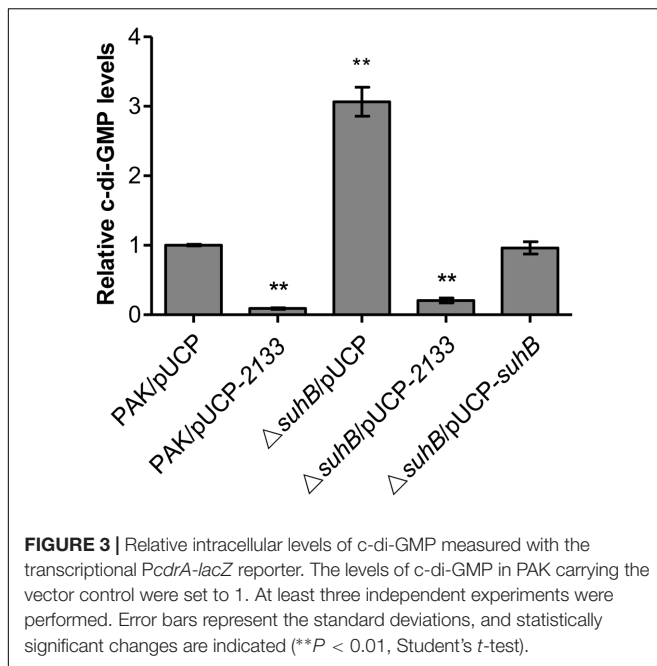 Relative c-di-GMP levels
4
3
2
1
0
**
**
**
PAK/pUCP
PAK/pUCP-2133
△suhB/pUCP
△suhB/pUCP-2133
△suhB/pUCP-suhB
FIGURE 3 | Relative intracellular levels of c-di-GMP measured with the
transcriptional PcdrA-lacZ reporter. The levels of c-di-GMP in PAK carrying the
vector control were set to 1. At least three independent experiments were
performed. Error bars represent the standard deviations, and statistically
significant changes are indicated (**P < 0.01, Student's t-test).